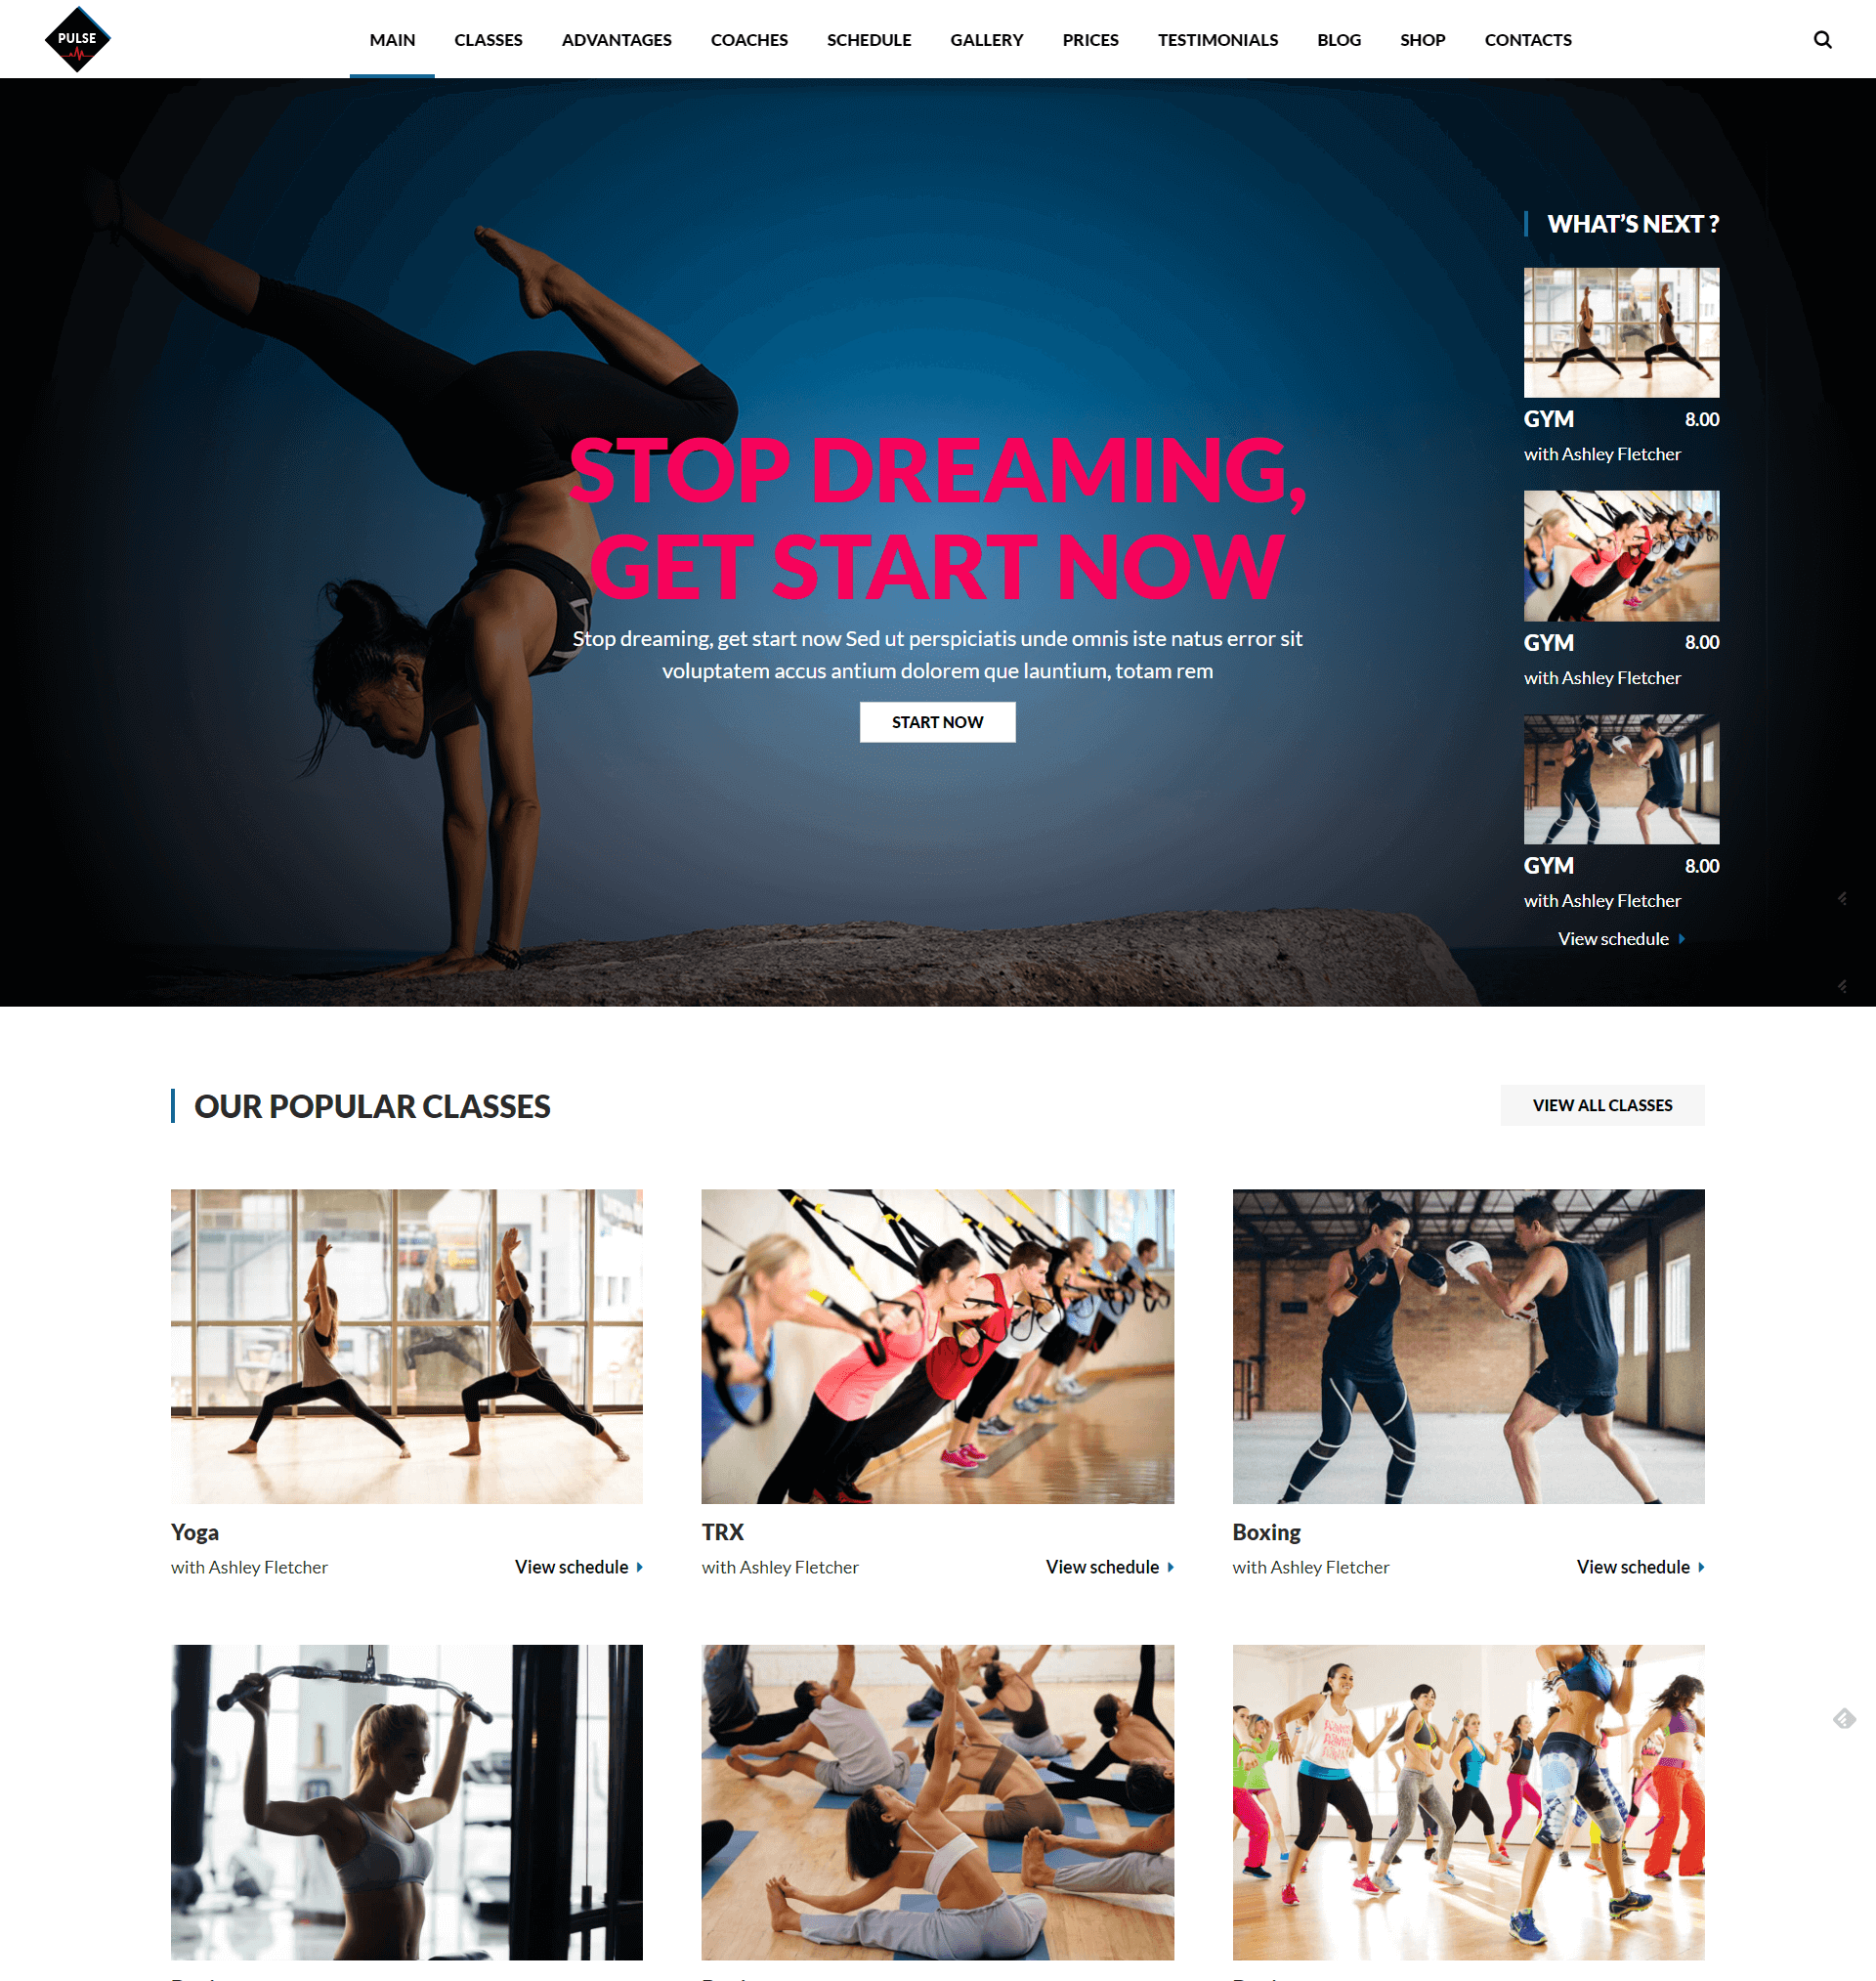 PULSE
MAIN CLASSES ADVANTAGES COACHES SCHEDULE GALLERY PRICES TESTIMONIALS BLOG SHOP CONTACTS
STOP DREAMING,
GET START NOW
Stop dreaming, get start now Sed ut perspiciatis unde omnis iste natus error sit
voluptatem accus antium dolorem que launtium, totam rem
START NOW
WHAT'S NEXT ?
GYM 8.00
with Ashley Fletcher
GYM 8.00
with Ashley Fletcher
GYM 8.00
with Ashley Fletcher
View schedule
OUR POPULAR CLASSES
VIEW ALL CLASSES
Yoga
with Ashley Fletcher View schedule
TRX
with Ashley Fletcher View schedule
Boxing
with Ashley Fletcher View schedule